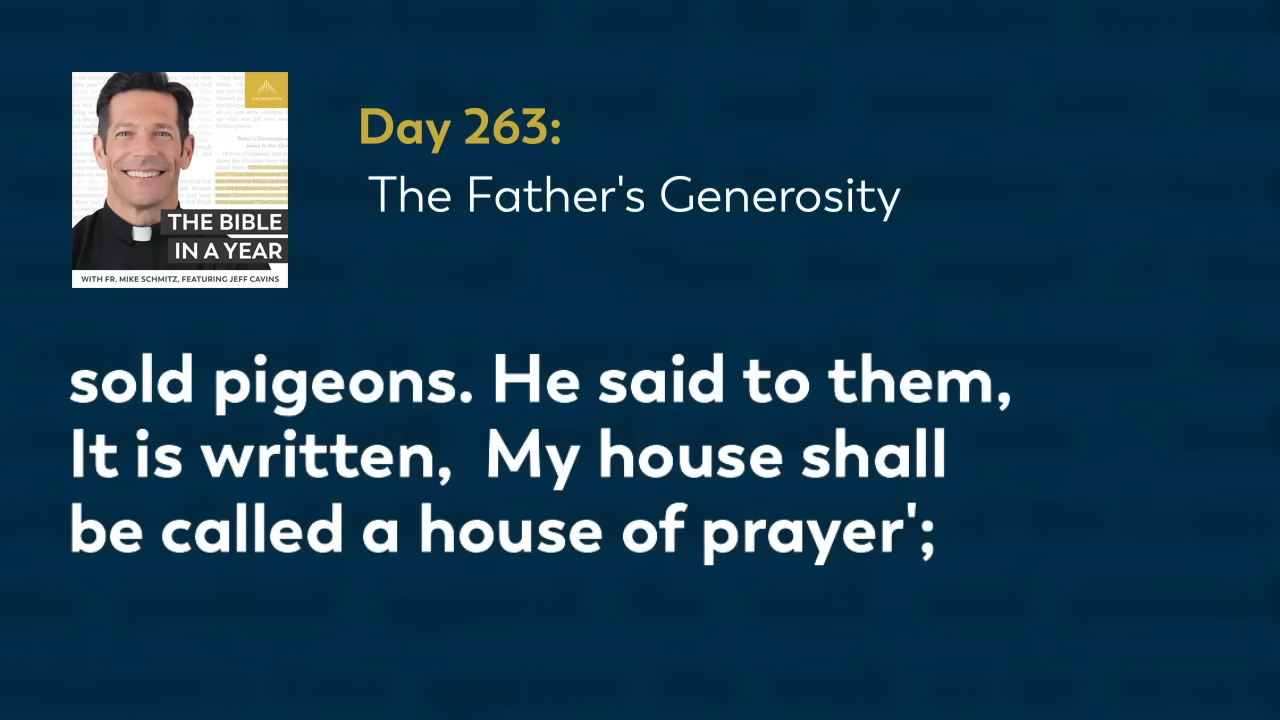 ASCENSION
THE BIBLE
IN A YEAR
WITH FR. MIKE SCHMITZ, FEATURING JEFF CAVINS
Day 263:
The Father's Generosity
sold pigeons. He said to them,
It is written,  My house shall
be called a house of prayer';